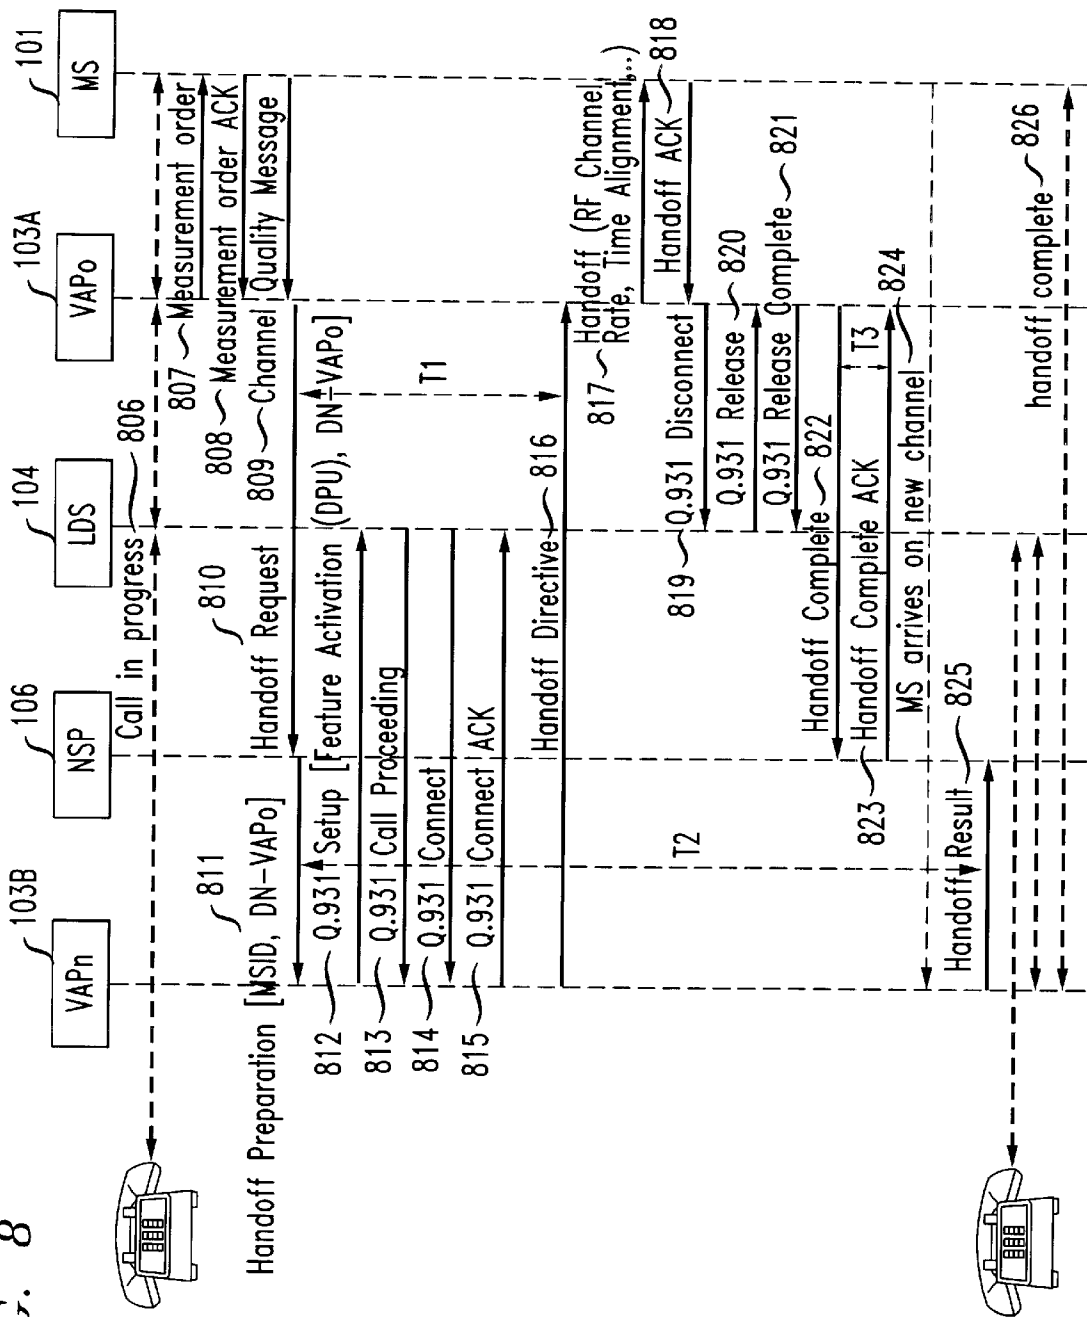 FIG. 8
103B
VAPn
106
NSP
104
LDS
103A
VAPo
101
MS
Call in progress 806
807 Measurement order
808 Measurement order ACK
809 Channel Quality Message
810
Handoff Request
811
Handoff Preparation [MSID, DN-VAPo]
812 Q.931 Setup [Feature Activation (DPU), DN-VAPo]
813 Q.931 Call Proceeding
814 Q.931 Connect
815 Q.931 Connect ACK
T1
Handoff Directive 816
817 Handoff (RF Channel,
Rate, Time Alignment,..)
Handoff ACK 818
819 Q.931 Disconnect
Q.931 Release 820
Q.931 Release Complete 821
T2
Handoff Complete 822
T3
823 Handoff Complete ACK
MS arrives on new channel 824
Handoff Result 825
handoff complete 826